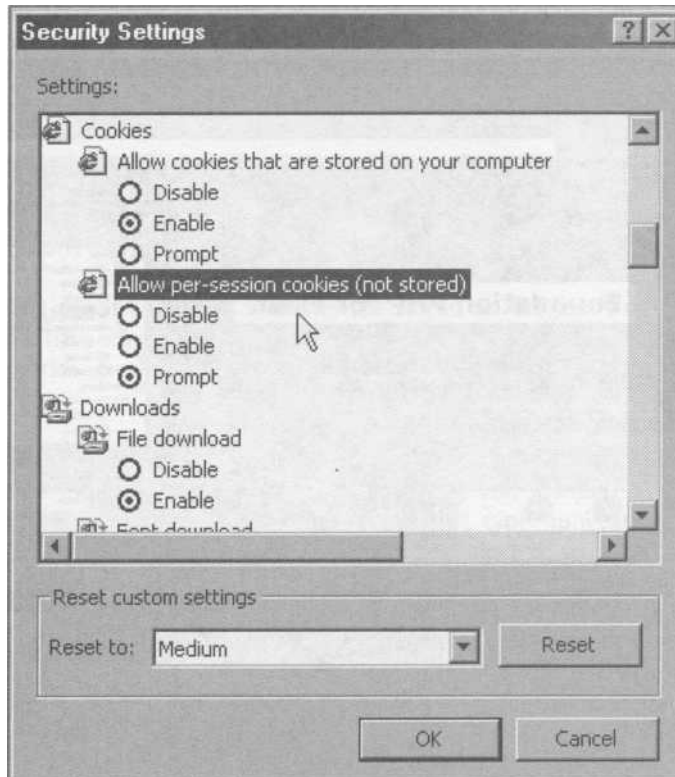 Security Settings
Settings:
Cookies
Allow cookies that are stored on your computer
Disable
Enable
Prompt
Allow per-session cookies (not stored)
Disable
Enable
Prompt
Downloads
File download
Disable
Enable
Font download
Reset custom settings
Reset to: Medium Reset
OK Cancel